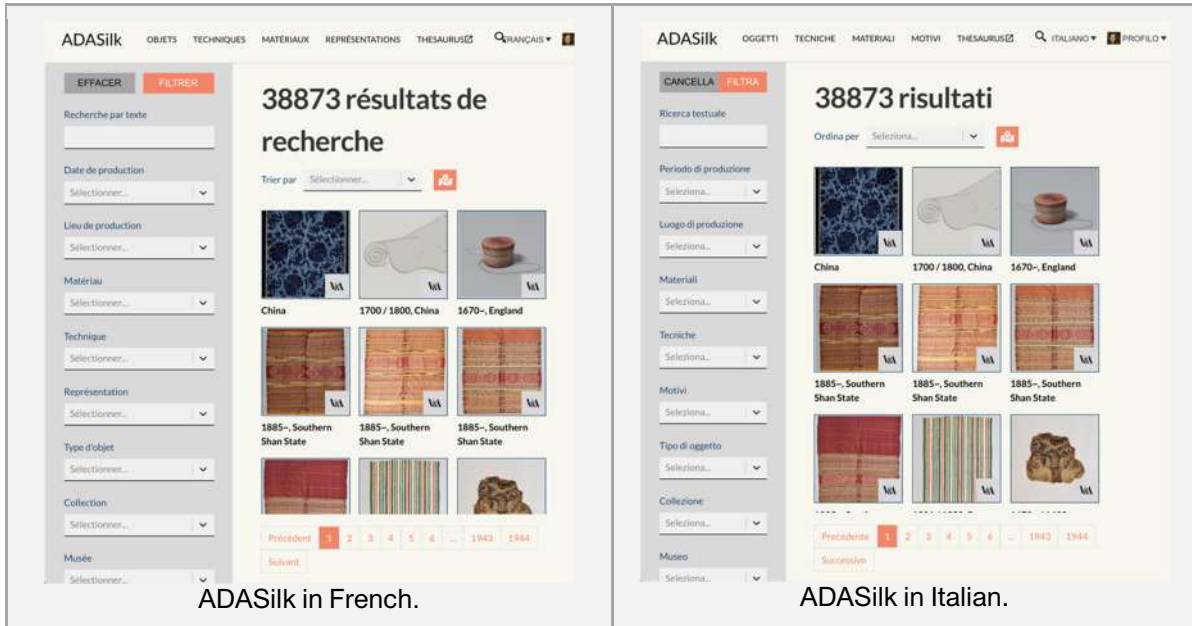 ADASilk OBJETS TECHNIQUES MATÉRIAUX REPRÉSENTATIONS THESAURUS FRANÇAIS
EFFACER FILTRER
Recherche par texte
Date de production
Sélectionner...
Lieu de production
Sélectionner...
Matériau
Sélectionner...
Technique
Sélectionner...
Représentation
Sélectionner...
Type d'objet
Sélectionner...
Collection
Sélectionner...
Musée
Sélectionner...
38873 résultats de
recherche
Trier par Sélectionner...
V&A V&A V&A
China 1700 / 1800, China 1670~, England
V&A V&A V&A
1885~, Southern 1885~, Southern 1885~, Southern
Shan State Shan State Shan State
Précédent 1 2 3 4 5 6 ... 1943 1944
Suivant
ADASilk in French.
ADASilk OGGETTI TECNICHE MATERIALI MOTIVI THESAURUS ITALIANO PROFILO
CANCELLA FILTRA
Ricerca testuale
Periodo di produzione
Seleziona...
Luogo di produzione
Seleziona...
Materiali
Seleziona...
Tecniche
Seleziona...
Motivi
Seleziona...
Tipo di oggetto
Seleziona...
Collezione
Seleziona...
Museo
Seleziona...
38873 risultati
Ordina per Seleziona...
V&A V&A V&A
China 1700 / 1800, China 1670~, England
V&A V&A V&A
1885~, Southern 1885~, Southern 1885~, Southern
Shan State Shan State Shan State
V&A V&A V&A
Precedente 1 2 3 4 5 6 ... 1943 1944
Successivo
ADASilk in Italian.